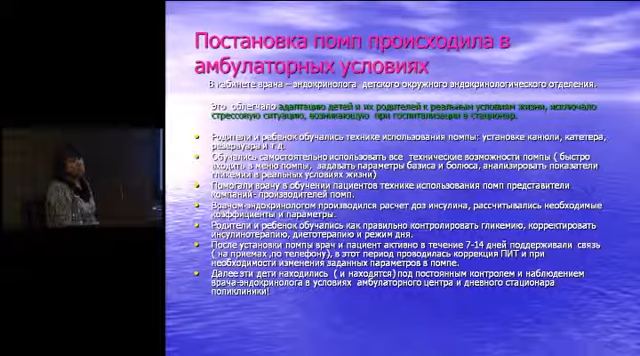 Постановка помп происходила в
амбулаторных условиях
В кабинете врача – эндокринолога детского окружного эндокринологического отделения.
Это облегчало адаптацию детей и их родителей к реальным условиям жизни, исключало
стрессовую ситуацию, возникающую при госпитализации в стационар.
Родители и ребенок обучались технике использования помпы: установке канюли, катетера,
резервуара и т.д.
Обучались самостоятельно использовать все технические возможности помпы ( быстро
входить в меню помпы, задавать параметры базиса и болюса, анализировать показатели
гликемии в реальных условиях жизни)
Помогали врачу в обучении пациентов технике использования помп представители
компаний- производителей помп.
Врачом-эндокринологом производился расчет доз инсулина, рассчитывались необходимые
коэффициенты и параметры.
Родители и ребенок обучались как правильно контролировать гликемию, корректировать
инсулинотерапию, диетотерапию и режим дня.
После установки помпы врач и пациент активно в течение 7-14 дней поддерживали связь
( на приемах ,по телефону), в этот период проводилась коррекция ПИТ и при
необходимости изменения заданных параметров в помпе.
Далее эти дети находились ( и находятся) под постоянным контролем и наблюдением
врача-эндокринолога в условиях амбулаторного центра и дневного стационара
поликлиники!